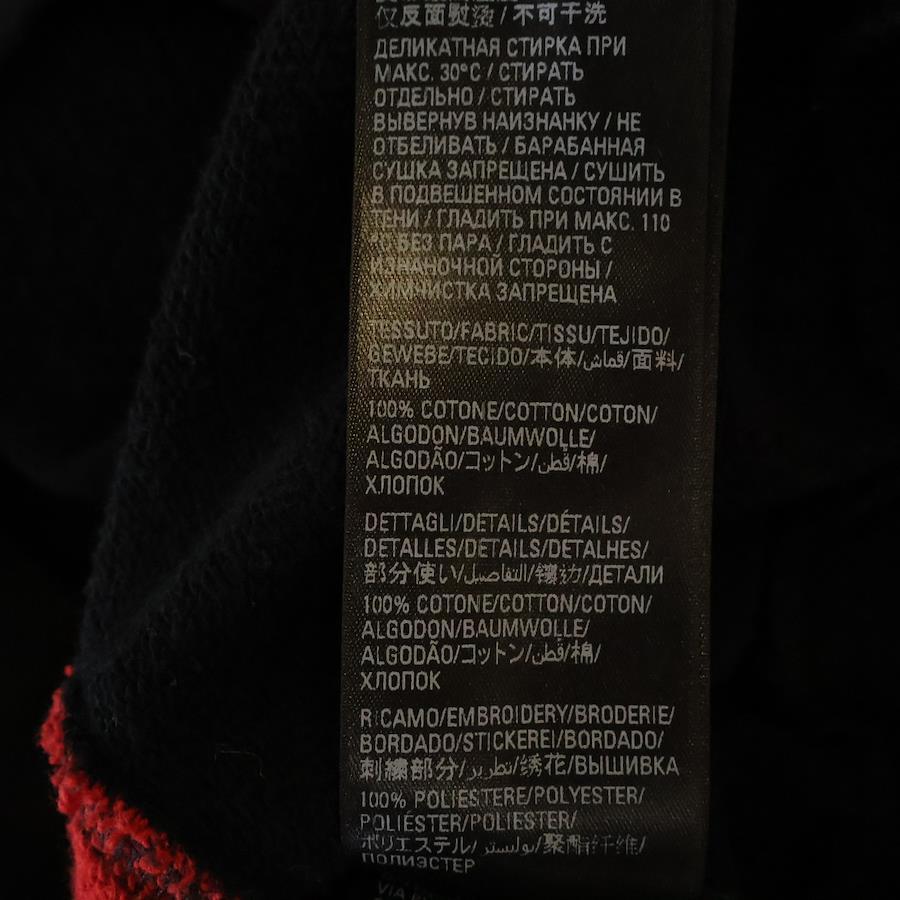 仅反面熨烫 / 不可干洗
ДЕЛИКАТНАЯ СТИРКА ПРИ
МАКС. 30°C / СТИРАТЬ
ОТДЕЛЬНО / СТИРАТЬ
ВЫВЕРНУВ НАИЗНАНКУ / НЕ
ОТБЕЛИВАТЬ / БАРАБАННАЯ
СУШКА ЗАПРЕЩЕНА / СУШИТЬ
В ПОДВЕШЕННОМ СОСТОЯНИИ В
ТЕНИ / ГЛАДИТЬ ПРИ МАКС. 110
°C БЕЗ ПАРА / ГЛАДИТЬ С
ИЗНАНОЧНОЙ СТОРОНЫ /
ХИМЧИСТКА ЗАПРЕЩЕНА
TESSUTO/FABRIC/TISSU/TEJIDO/
GEWEBE/TECIDO/本体/قماش/面料/
ТКАНЬ
100% COTONE/COTTON/COTON/
ALGODON/BAUMWOLLE/
ALGODÃO/コットン/قطن/棉/
ХЛОПОК
DETTAGLI/DETAILS/DÉTAILS/
DETALLES/DETAILS/DETALHES/
部分使い/التفاصيل/镶边/ДЕТАЛИ
100% COTONE/COTTON/COTON/
ALGODON/BAUMWOLLE/
ALGODÃO/コットン/قطن/棉/
ХЛОПОК
RICAMO/EMBROIDERY/BRODERIE/
BORDADO/STICKEREI/BORDADO/
刺繍部分/تطريز/绣花/ВЫШИВКА
100% POLIESTERE/POLYESTER/
POLIÉSTER/POLIESTER/
ポリエステル/بوليستر/聚酯纤维/
ПОЛИЭСТЕР
VIA